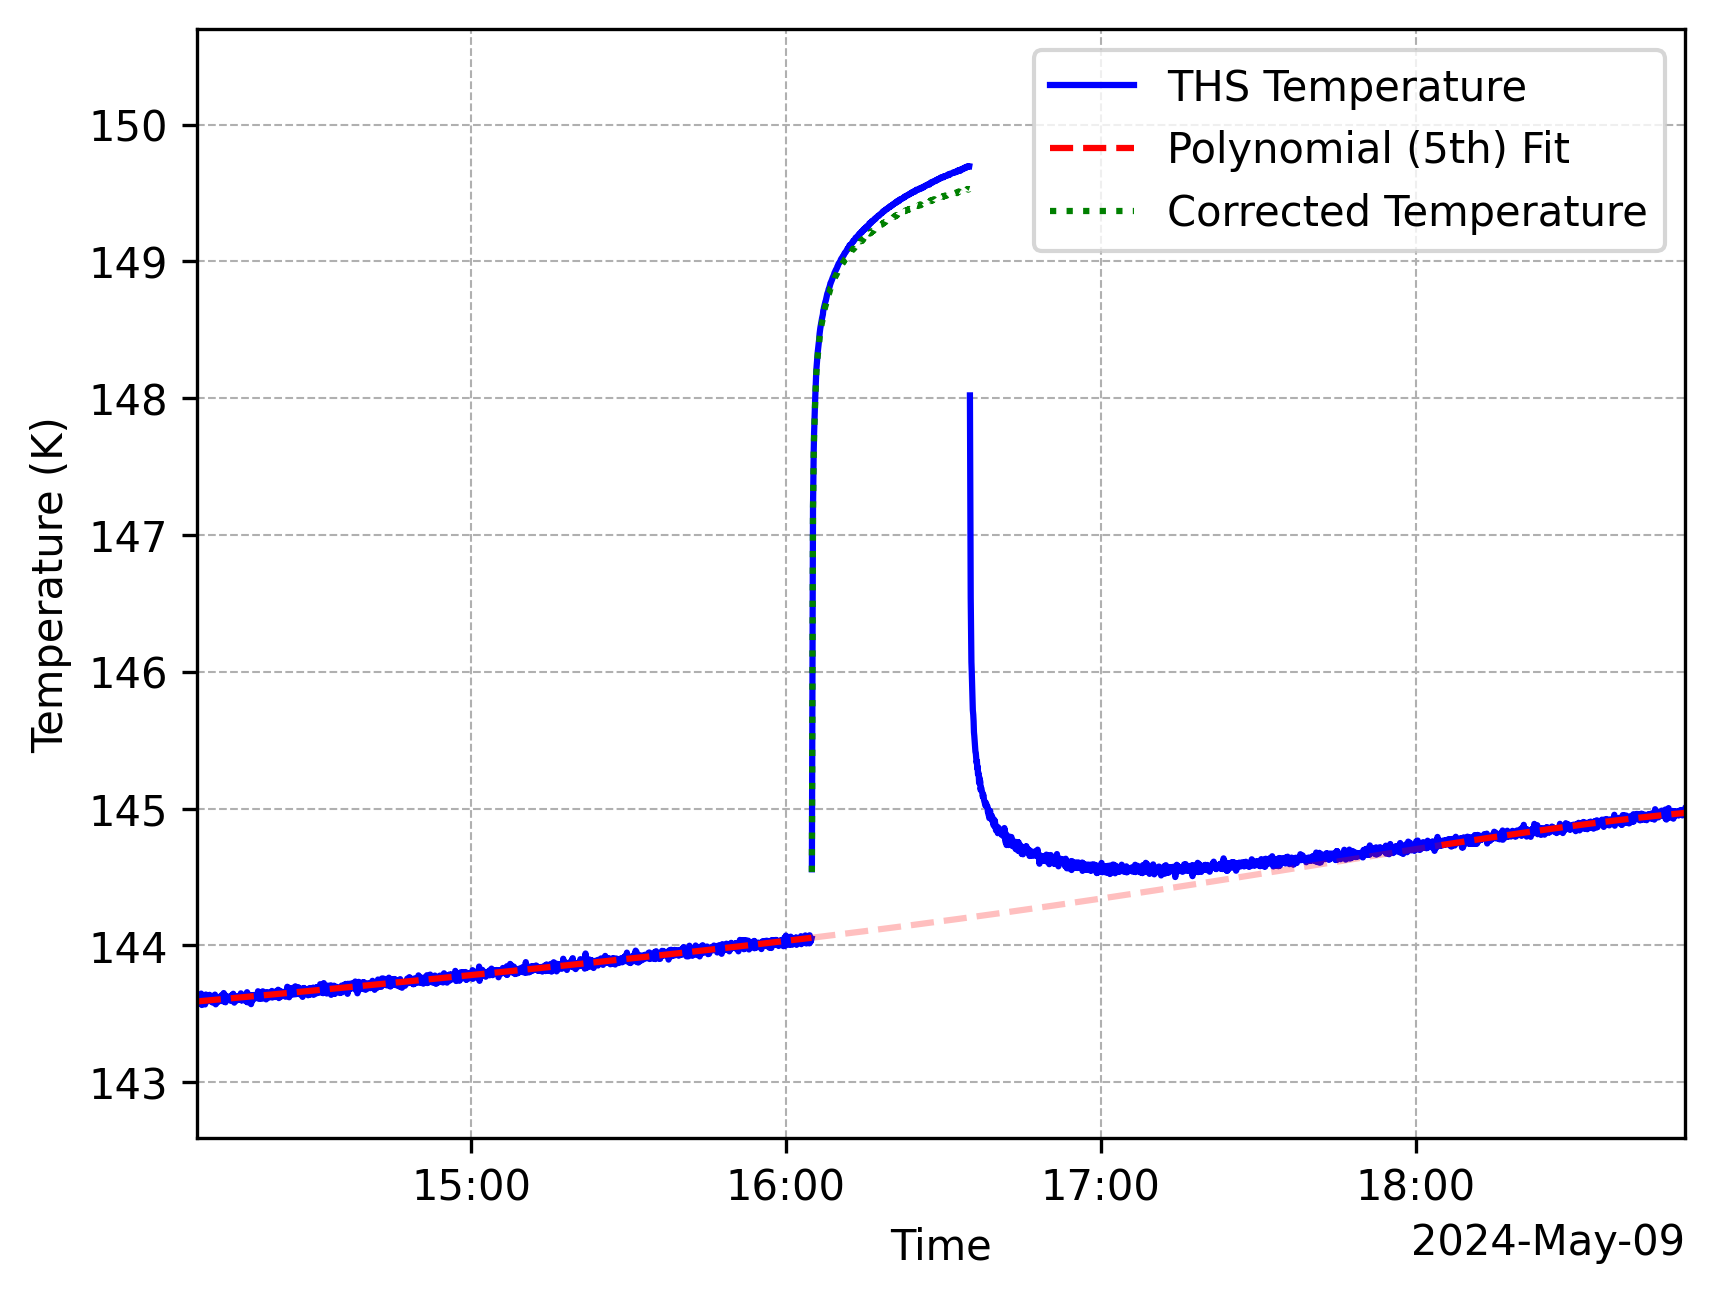 THS Temperature
Polynomial (5th) Fit
Corrected Temperature
150
149
148
147
146
145
144
143
Temperature (K)
15:00
16:00
17:00
18:00
Time
2024-May-09